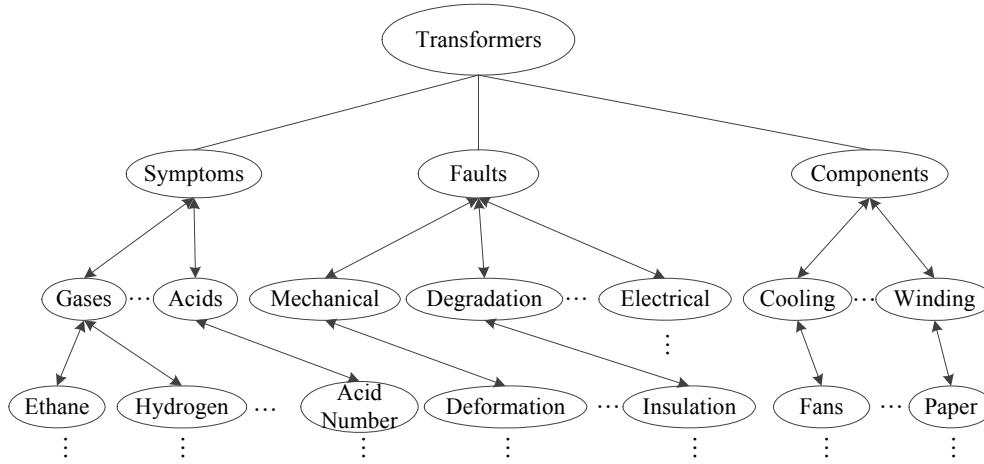 Transformers
Symptoms
Faults
Components
Gases
...
Acids
Mechanical
Degradation
...
Electrical
Cooling
...
Winding
Ethane
Hydrogen
...
Acid
Number
Deformation
...
Insulation
Fans
...
Paper